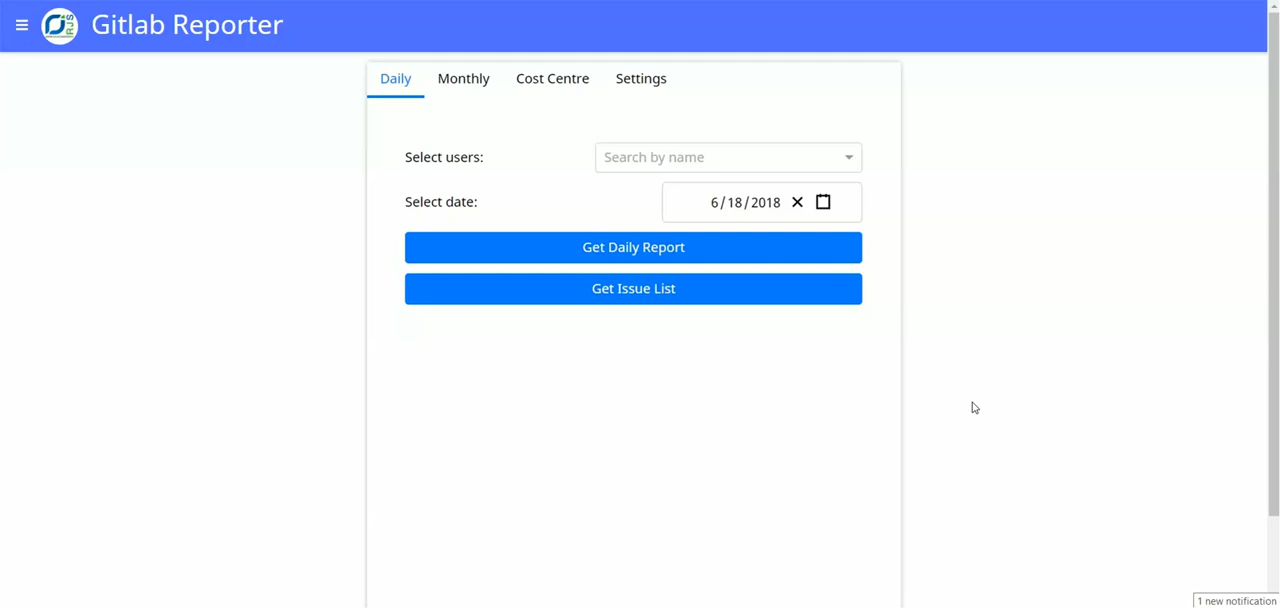 RJS
Gitlab Reporter
Daily Monthly Cost Centre Settings
Select users: Search by name
Select date: 6/18/2018
Get Daily Report
Get Issue List
1 new notification